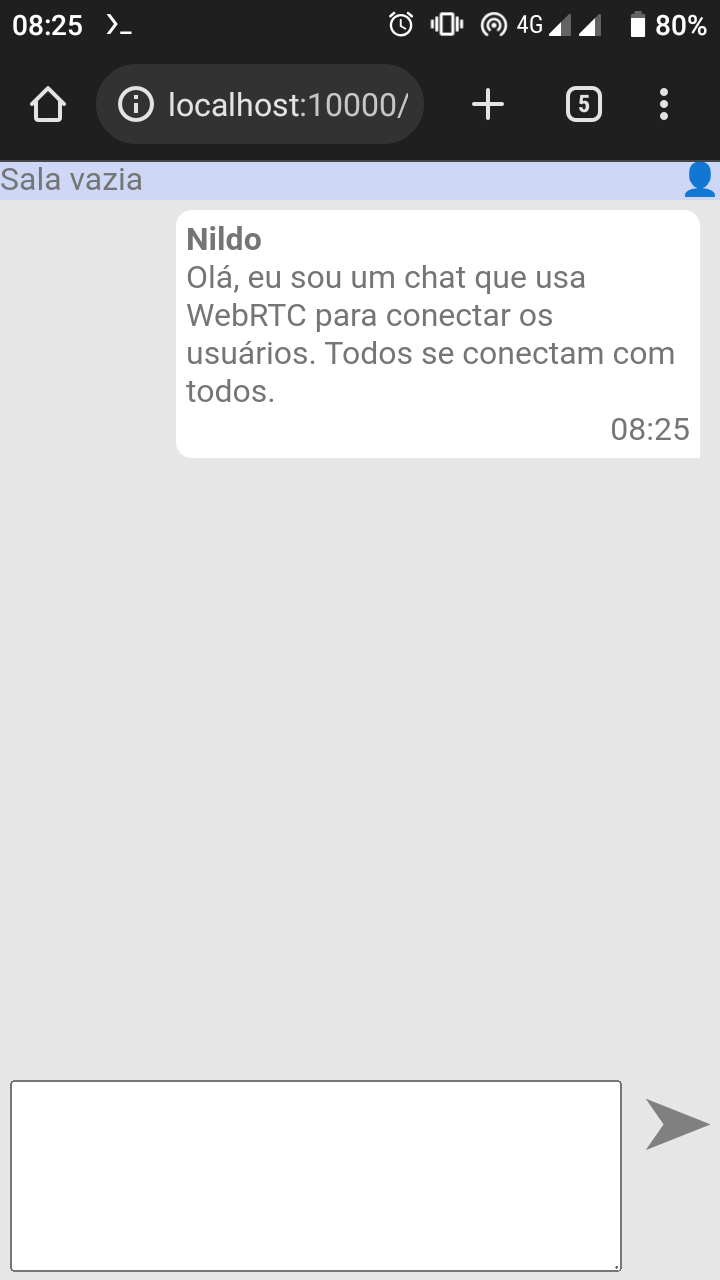 08:25 4G 80%
localhost:10000/ 5
Sala vazia
Nildo
Olá, eu sou um chat que usa
WebRTC para conectar os
usuários. Todos se conectam com
todos.
08:25